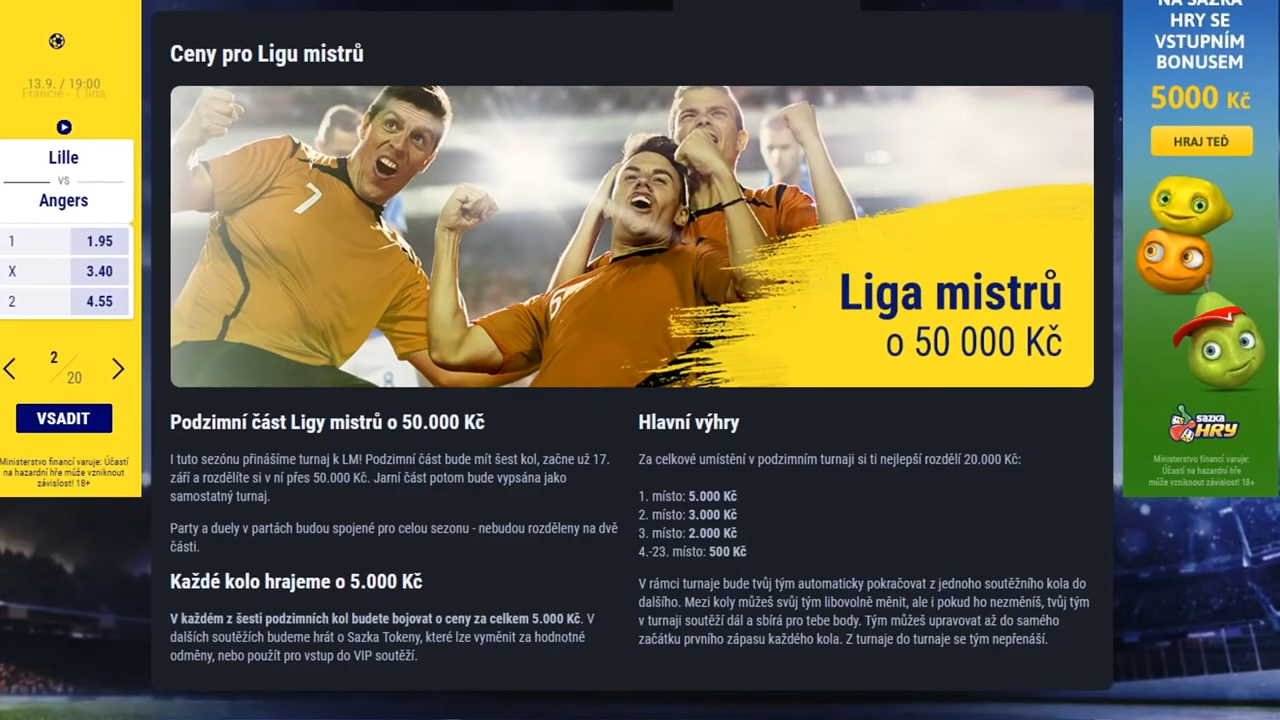 13.9. / 19:00
Francie - 1 liga
Lille
VS
Angers
1 1.95
X 3.40
2 4.55
2
20
VSADIT
Ministerstvo financí varuje: Účastí
na hazardní hře může vzniknout
závislost! 18+
Ceny pro Ligu mistrů
7
Liga mistrů
o 50 000 Kč
Podzimní část Ligy mistrů o 50.000 Kč
I tuto sezónu přinášíme turnaj k LM! Podzimní část bude mít šest kol, začne už 17.
září a rozdělíte si v ní přes 50.000 Kč. Jarní část potom bude vypsána jako
samostatný turnaj.
Party a duely v partách budou spojené pro celou sezonu - nebudou rozděleny na dvě
části.
Každé kolo hrajeme o 5.000 Kč
V každém z šesti podzimních kol budete bojovat o ceny za celkem 5.000 Kč. V
dalších soutěžích budeme hrát o Sazka Tokeny, které lze vyměnit za hodnotné
odměny, nebo použít pro vstup do VIP soutěží.
Hlavní výhry
Za celkové umístění v podzimním turnaji si ti nejlepší rozdělí 20.000 Kč:
1. místo: 5.000 Kč
2. místo: 3.000 Kč
3. místo: 2.000 Kč
4.-23. místo: 500 Kč
V rámci turnaje bude tvůj tým automaticky pokračovat z jednoho soutěžního kola do
dalšího. Mezi koly můžeš svůj tým libovolně měnit, ale i pokud ho nezměníš, tvůj tým
v turnaji soutěží dál a sbírá pro tebe body. Tým můžeš upravovat až do samého
začátku prvního zápasu každého kola. Z turnaje do turnaje se tým nepřenáší.
NA SAZKA
HRY SE
VSTUPNÍM
BONUSEM
5000 Kč
HRAJ TEĎ
sazka
HRY
Ministerstvo financí varuje:
Účastí na hazardní hře
může vzniknout závislost! 18+